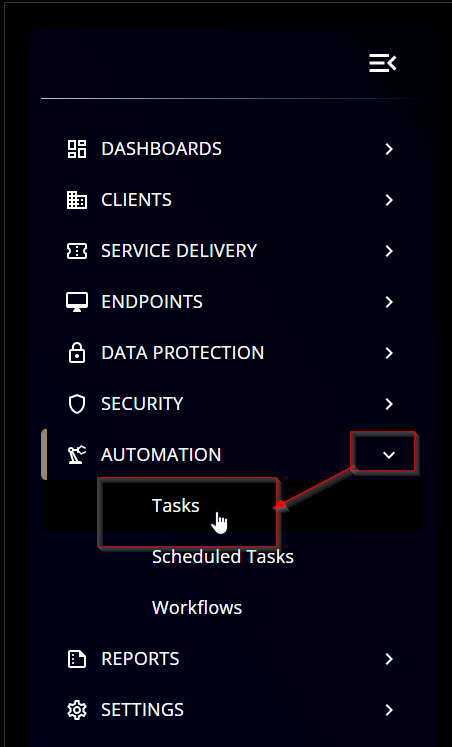 DASHBOARDS
CLIENTS
SERVICE DELIVERY
ENDPOINTS
DATA PROTECTION
SECURITY
AUTOMATION
Tasks
Scheduled Tasks
Workflows
REPORTS
SETTINGS